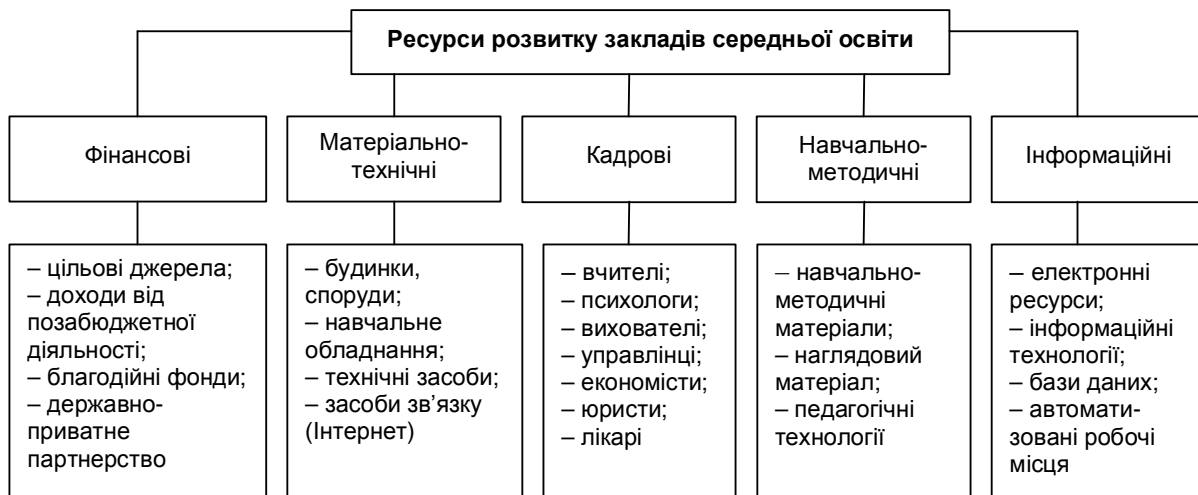 Ресурси розвитку закладів середньої освіти
Фінансові
Матеріально-
технічні
Кадрові
Навчально-
методичні
Інформаційні
– цільові джерела;
– доходи від
позабюджетної
діяльності;
– благодійні фонди;
– державно-
приватне
партнерство
– будинки,
споруди;
– навчальне
обладнання;
– технічні засоби;
– засоби зв’язку
(Інтернет)
– вчителі;
– психологи;
– вихователі;
– управлінці;
– економісти;
– юристи;
– лікарі
– навчально-
методичні
матеріали;
– наглядовий
матеріал;
– педагогічні
технології
– електронні
ресурси;
– інформаційні
технології;
– бази даних;
– автомати-
зовані робочі
місця